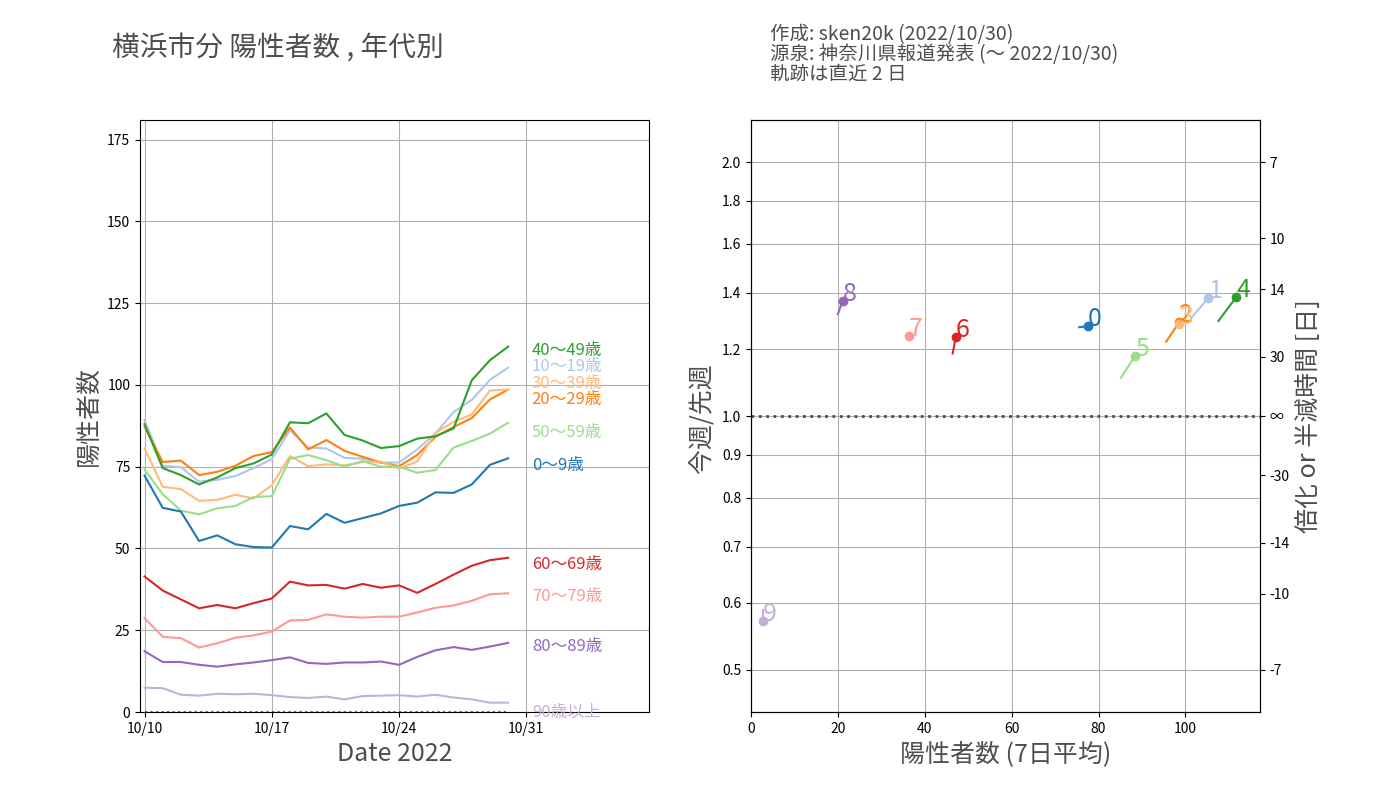 横浜市分 陽性者数 , 年代別
作成: sken20k (2022/10/30)
源泉: 神奈川県報道発表 (〜 2022/10/30)
軌跡は直近 2 日
陽性者数
175
150
125
100
75
50
25
0
10/10
10/17
10/24
10/31
Date 2022
40〜49歳
10〜19歳
30〜39歳
20〜29歳
50〜59歳
0〜9歳
60〜69歳
70〜79歳
80〜89歳
90歳以上
今週/先週
2.0
1.8
1.6
1.4
1.2
1.0
0.9
0.8
0.7
0.6
0.5
0
20
40
60
80
100
陽性者数 (7日平均)
8
7
6
0
5
2
3
1
4
9
7
10
14
30
∞
-30
-14
-10
-7
倍化 or 半減時間 [日]